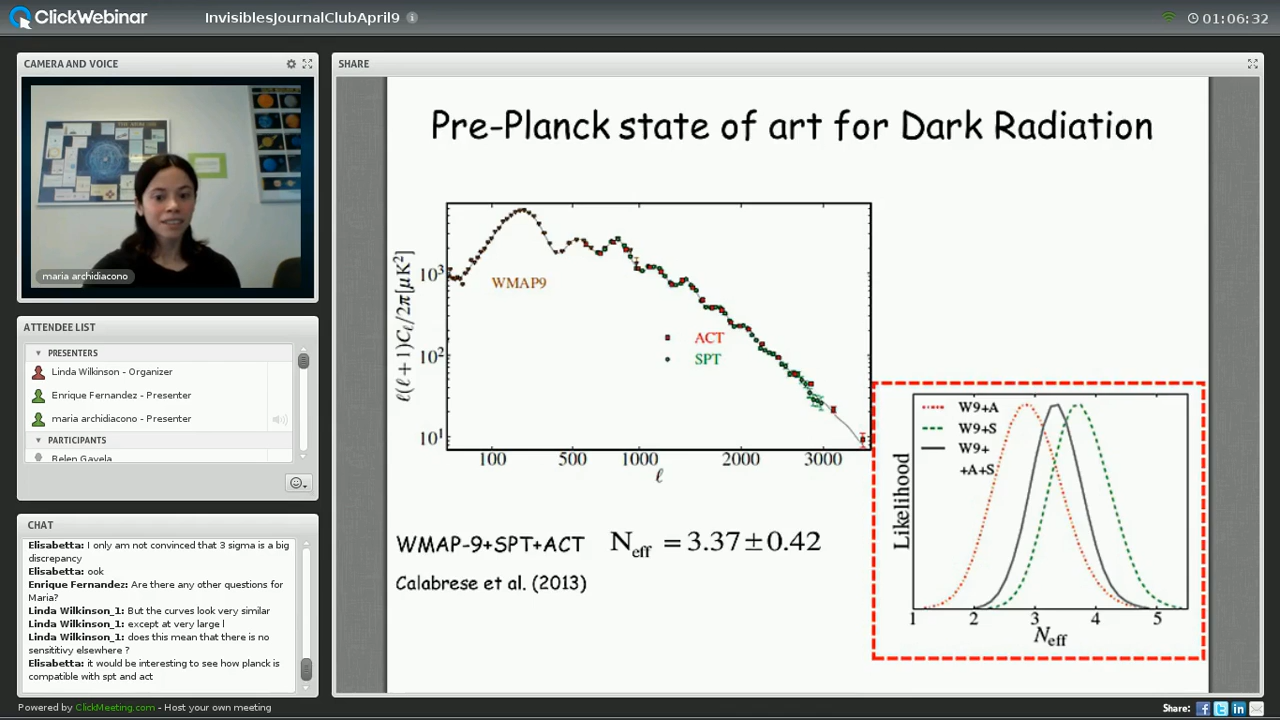 ClickWebinar
InvisiblesJournalClubApril9
01:06:32
CAMERA AND VOICE
maria archidiacono
ATTENDEE LIST
PRESENTERS
Linda Wilkinson - Organizer
Enrique Fernandez - Presenter
maria archidiacono - Presenter
PARTICIPANTS
Belen Gavela
CHAT
Elisabetta: I only am not convinced that 3 sigma is a big
discrepancy
Elisabetta: ook
Enrique Fernandez: Are there any other questions for
Maria?
Linda Wilkinson_1: But the curves look very similar
Linda Wilkinson_1: except at very large l
Linda Wilkinson_1: does this mean that there is no
sensititivy elsewhere ?
Elisabetta: it would be interesting to see how planck is
compatible with spt and act
SHARE
Pre-Planck state of art for Dark Radiation
ℓ(ℓ+1)Cℓ/2π[μK²]
10³
10²
10¹
WMAP9
ACT
SPT
100 500 1000 2000 3000
ℓ
WMAP-9+SPT+ACT Neff = 3.37±0.42
Calabrese et al. (2013)
Likelihood
W9+A
W9+S
W9+
+A+S
1 2 3 4 5
Neff
Powered by ClickMeeting.com - Host your own meeting
Share: